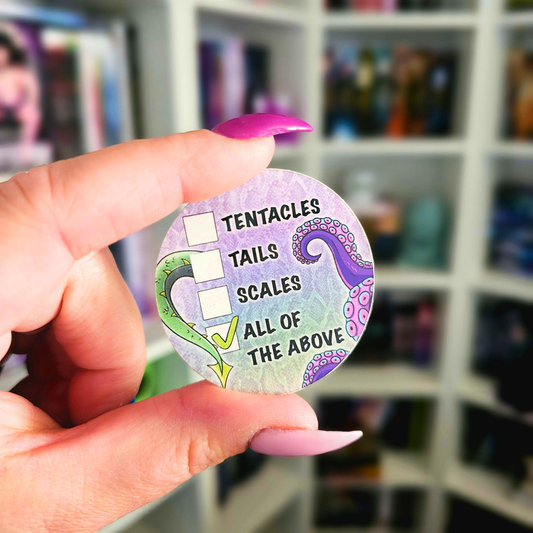 TENTACLES
TAILS
SCALES
ALL OF
THE ABOVE